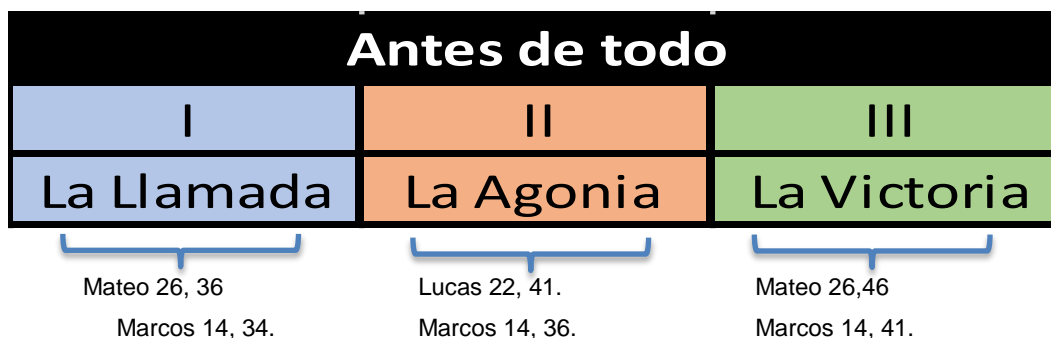 Antes de todo
I II III
La Llamada La Agonia La Victoria
Mateo 26, 36 Lucas 22, 41. Mateo 26,46
Marcos 14, 34. Marcos 14, 36. Marcos 14, 41.